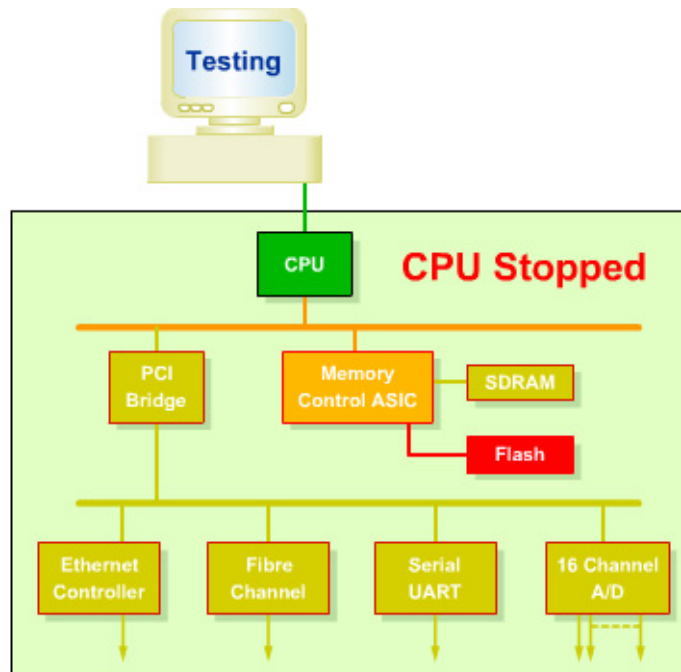 Testing
CPU
CPU Stopped
PCI
Bridge
Memory
Control ASIC
SDRAM
Flash
Ethernet
Controller
Fibre
Channel
Serial
UART
16 Channel
A/D